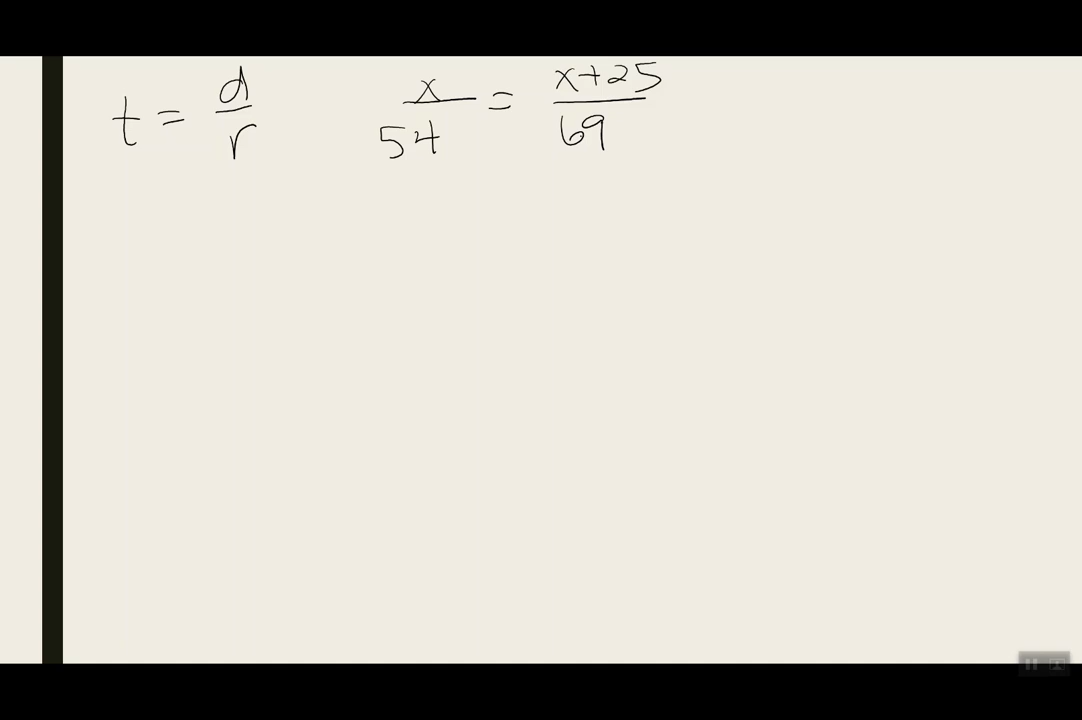 t = d/r x/54 = x+25/69